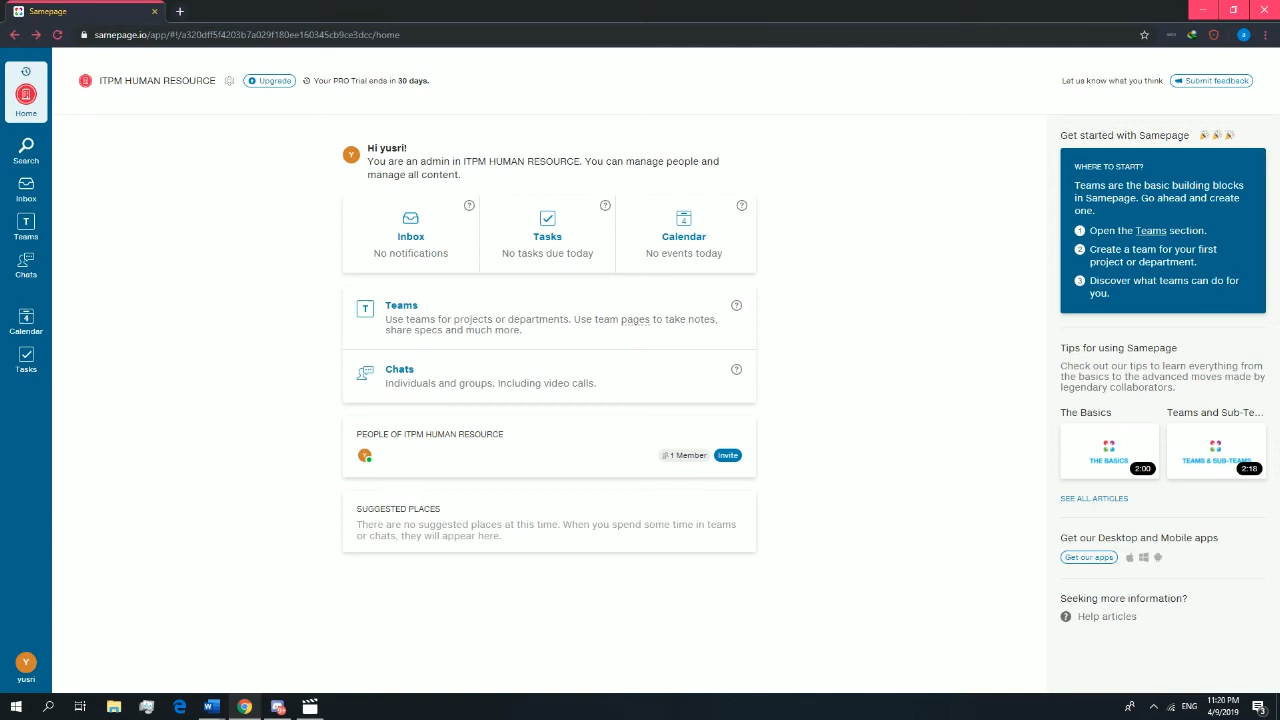 Samepage
samepage.io/app/#!/a320dff5f4203b7a029f180ee160345cb9ce3dcc/home
ITPM HUMAN RESOURCE
Upgrade
Your PRO Trial ends in 30 days.
Let us know what you think
Submit feedback
Home
Search
Inbox
T
Teams
Chats
4
Calendar
Tasks
Y
yusri
Y
Hi yusri!
You are an admin in ITPM HUMAN RESOURCE. You can manage people and
manage all content.
?
Inbox
No notifications
?
Tasks
No tasks due today
?
4
Calendar
No events today
T
Teams
?
Use teams for projects or departments. Use team pages to take notes,
share specs and much more.
Chats
?
Individuals and groups. Including video calls.
PEOPLE OF ITPM HUMAN RESOURCE
Y
1 Member
Invite
SUGGESTED PLACES
There are no suggested places at this time. When you spend some time in teams
or chats, they will appear here.
Get started with Samepage
WHERE TO START?
Teams are the basic building blocks
in Samepage. Go ahead and create
one.
1 Open the Teams section.
2 Create a team for your first
project or department.
3 Discover what teams can do for
you.
Tips for using Samepage
Check out our tips to learn everything from
the basics to the advanced moves made by
legendary collaborators.
The Basics
Teams and Sub-Te...
THE BASICS
2:00
TEAMS & SUB-TEAMS
2:18
SEE ALL ARTICLES
Get our Desktop and Mobile apps
Get our apps
Seeking more information?
? Help articles
ENG
11:20 PM
4/9/2019
3